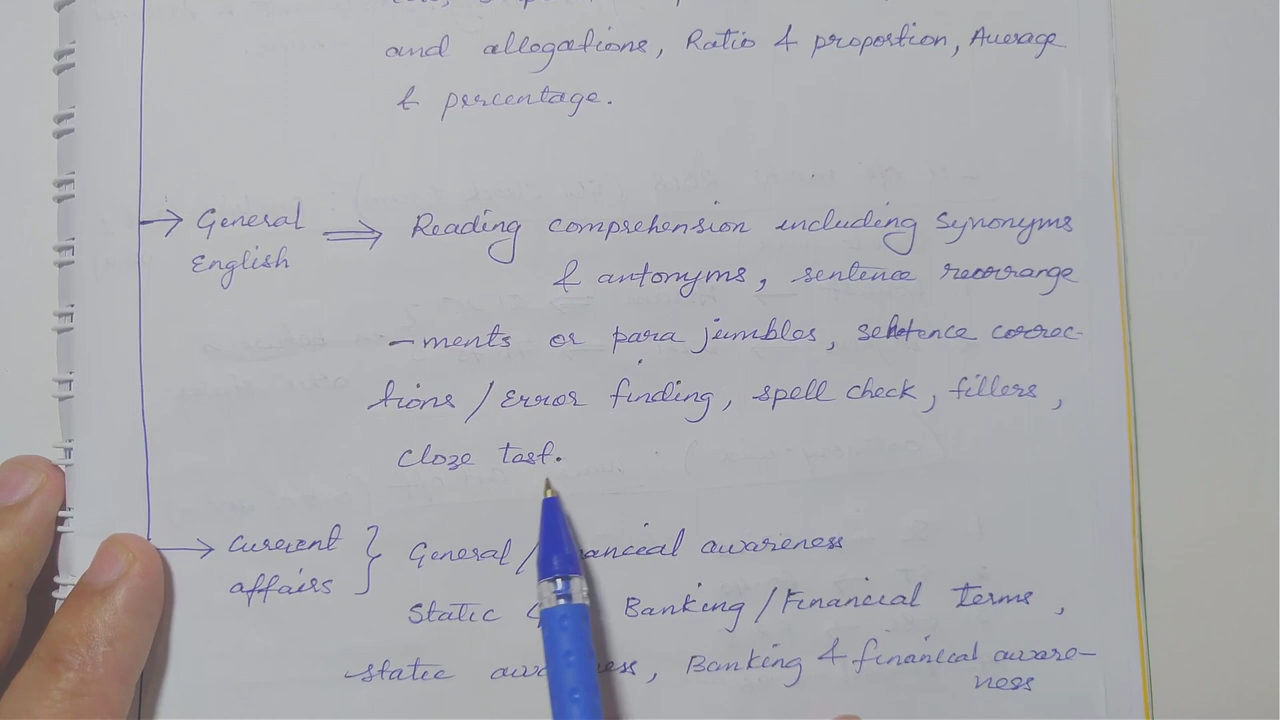 and allegations, Ratio & proportion, Average
& percentage.
→ General English ⇒ Reading comprehension including Synonyms
& antonyms, sentence rearrange
-ments or para jumbles, sentence correc-
tions / Error finding, spell check, fillers,
Cloze test.
→ Current affairs } General / Financial awareness
Static Banking / Financial Terms,
static awareness, Banking & financial aware-
ness